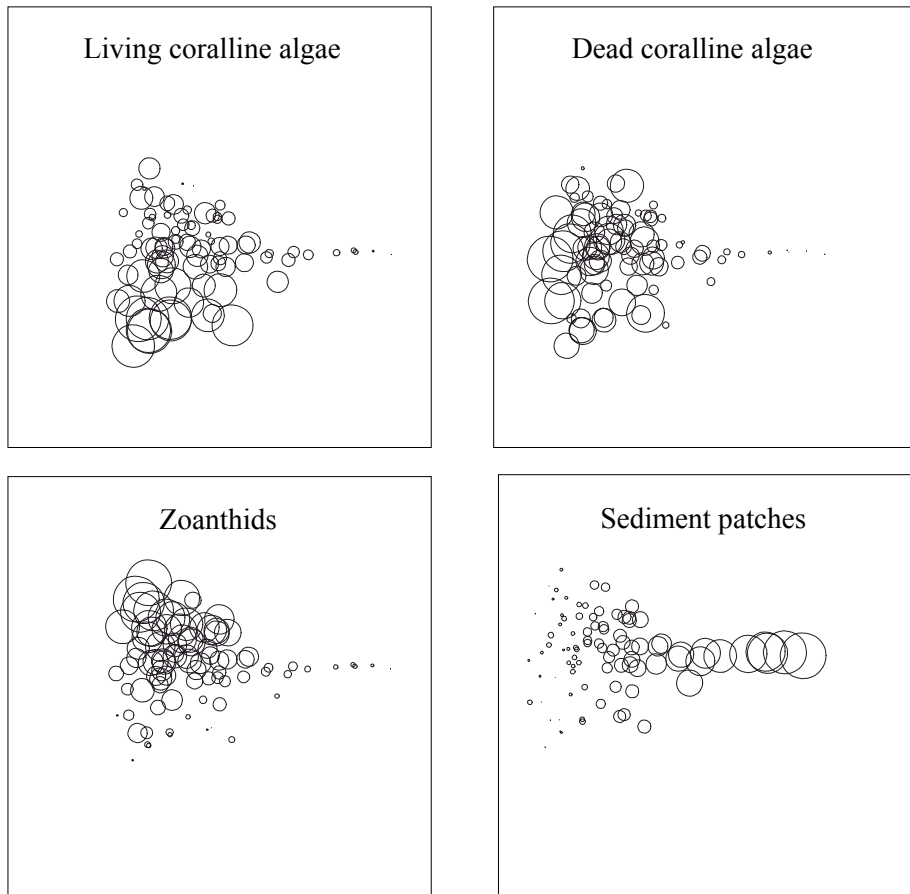 Living coralline algae
Dead coralline algae
Zoanthids
Sediment patches